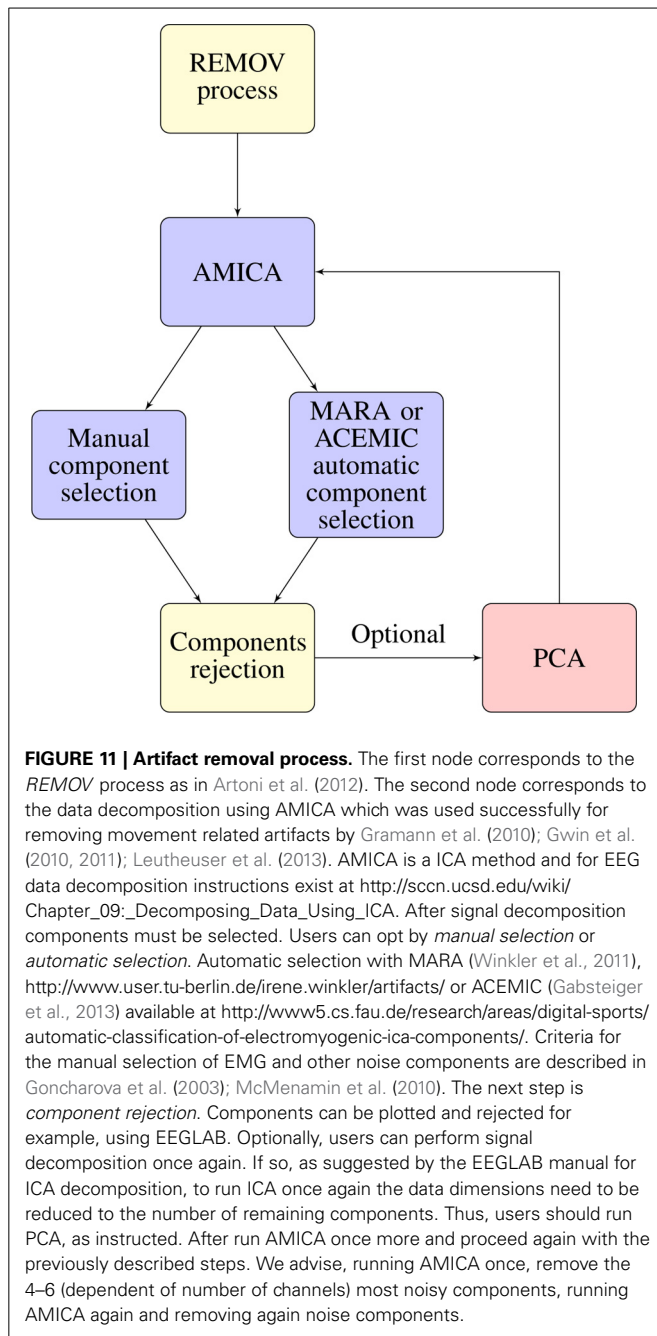 REMOV
process
AMICA
Manual
component
selection
MARA or
ACEMIC
automatic
component
selection
Components
rejection
Optional
PCA
FIGURE 11 | Artifact removal process. The first node corresponds to the
REMOV process as in Artoni et al. (2012). The second node corresponds to
the data decomposition using AMICA which was used successfully for
removing movement related artifacts by Gramann et al. (2010); Gwin et al.
(2010, 2011); Leutheuser et al. (2013). AMICA is a ICA method and for EEG
data decomposition instructions exist at http://sccn.ucsd.edu/wiki/
Chapter_09:_Decomposing_Data_Using_ICA. After signal decomposition
components must be selected. Users can opt by manual selection or
automatic selection. Automatic selection with MARA (Winkler et al., 2011),
http://www.user.tu-berlin.de/irene.winkler/artifacts/ or ACEMIC (Gabsteiger
et al., 2013) available at http://www5.cs.fau.de/research/areas/digital-sports/
automatic-classification-of-electromyogenic-ica-components/. Criteria for
the manual selection of EMG and other noise components are described in
Goncharova et al. (2003); McMenamin et al. (2010). The next step is
component rejection. Components can be plotted and rejected for
example, using EEGLAB. Optionally, users can perform signal
decomposition once again. If so, as suggested by the EEGLAB manual for
ICA decomposition, to run ICA once again the data dimensions need to be
reduced to the number of remaining components. Thus, users should run
PCA, as instructed. After run AMICA once more and proceed again with the
previously described steps. We advise, running AMICA once, remove the
4–6 (dependent of number of channels) most noisy components, running
AMICA again and removing again noise components.